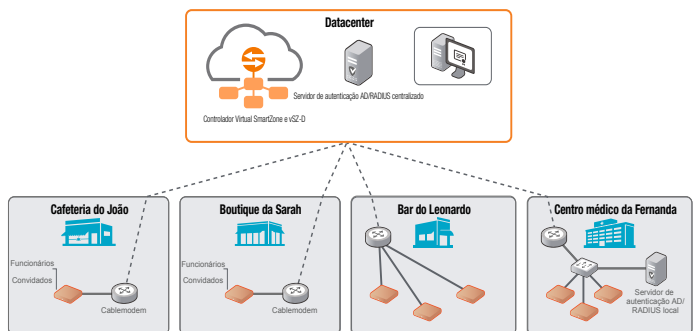 Datacenter
Servidor de autenticação AD/RADIUS centralizado
Controlador Virtual SmartZone e vSZ-D
Cafeteria do João
Funcionários
Convidados
Cablemodem
Boutique da Sarah
Funcionários
Convidados
Cablemodem
Bar do Leonardo
Centro médico da Fernanda
Servidor de
autenticação AD/
RADIUS local